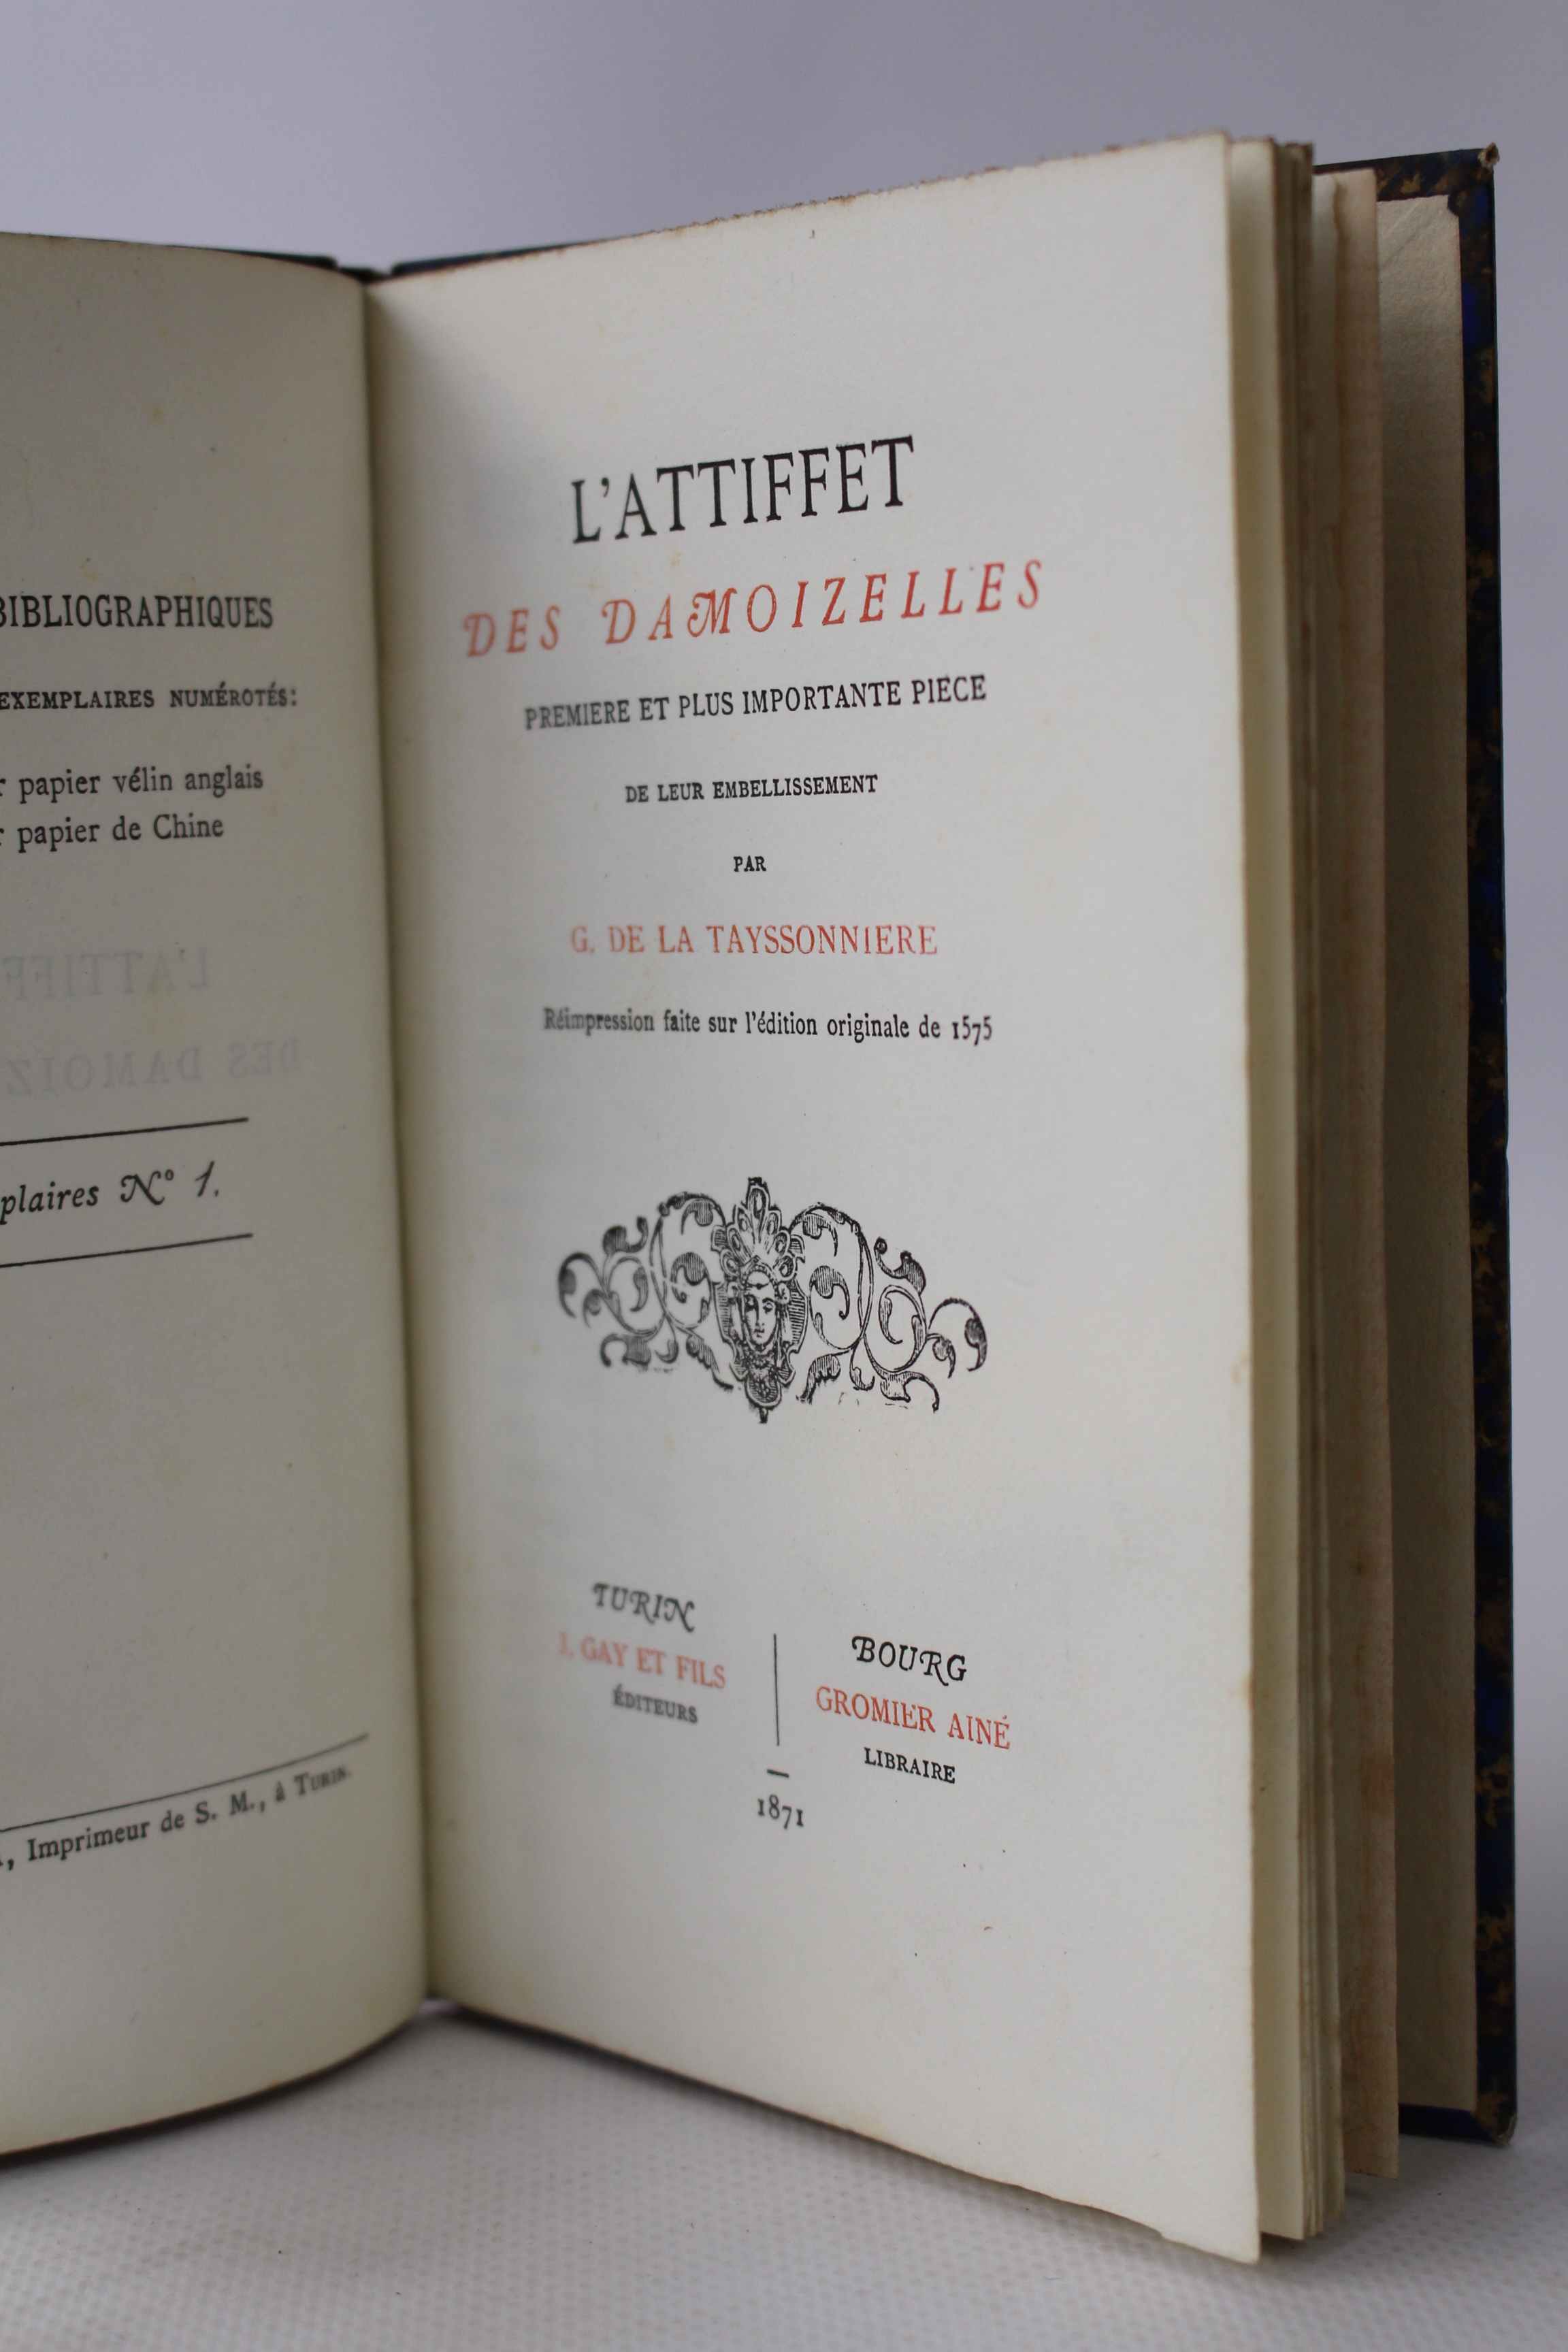 BIBLIOGRAPHIQUES
EXEMPLAIRES NUMÉROTÉS:
papier vélin anglais
papier de Chine
plaires Nº 1.
, Imprimeur de S. M., à TURIN.
L'ATTIFFET
DES DAMOIZELLES
PREMIERE ET PLUS IMPORTANTE PIECE
DE LEUR EMBELLISSEMENT
PAR
G. DE LA TAYSSONNIERE
Réimpression faite sur l'édition originale de 1575
TURIN
J. GAY ET FILS
ÉDITEURS
BOURG
GROMIER AINÉ
LIBRAIRE
1871